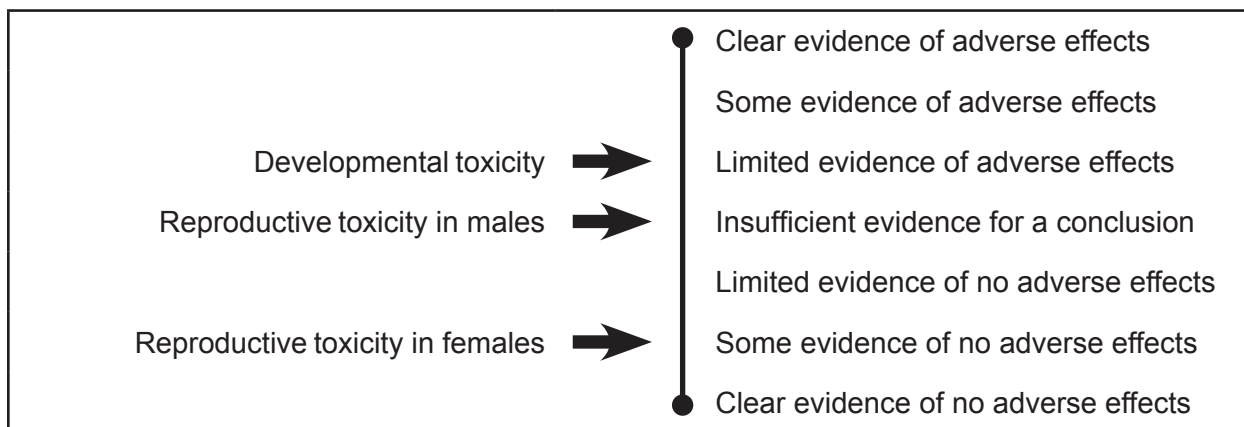 Clear evidence of adverse effects
Some evidence of adverse effects
Developmental toxicity Limited evidence of adverse effects
Reproductive toxicity in males Insufficient evidence for a conclusion
Limited evidence of no adverse effects
Reproductive toxicity in females Some evidence of no adverse effects
Clear evidence of no adverse effects